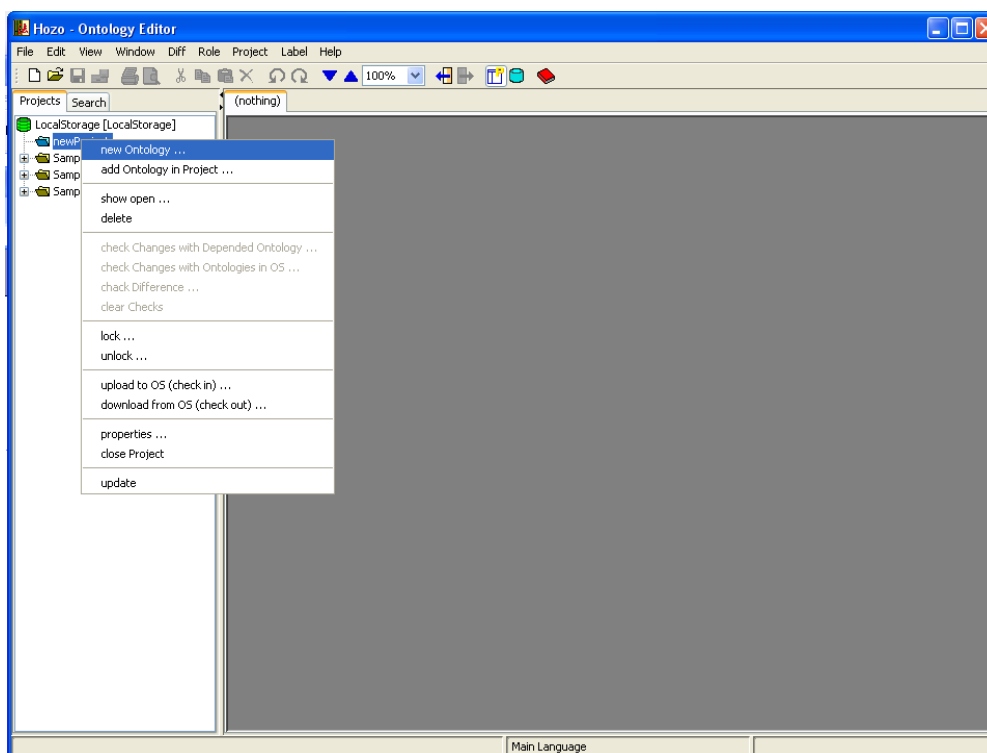 Hozo - Ontology Editor
File Edit View Window Diff Role Project Label Help
100%
Projects Search
(nothing)
LocalStorage [LocalStorage]
new Ontology ...
Samp
add Ontology in Project ...
Samp
Samp
show open ...
delete
check Changes with Depended Ontology ...
check Changes with Ontologies in OS ...
chack Difference ...
clear Checks
lock ...
unlock ...
upload to OS (check in) ...
download from OS (check out) ...
properties ...
close Project
update
Main Language